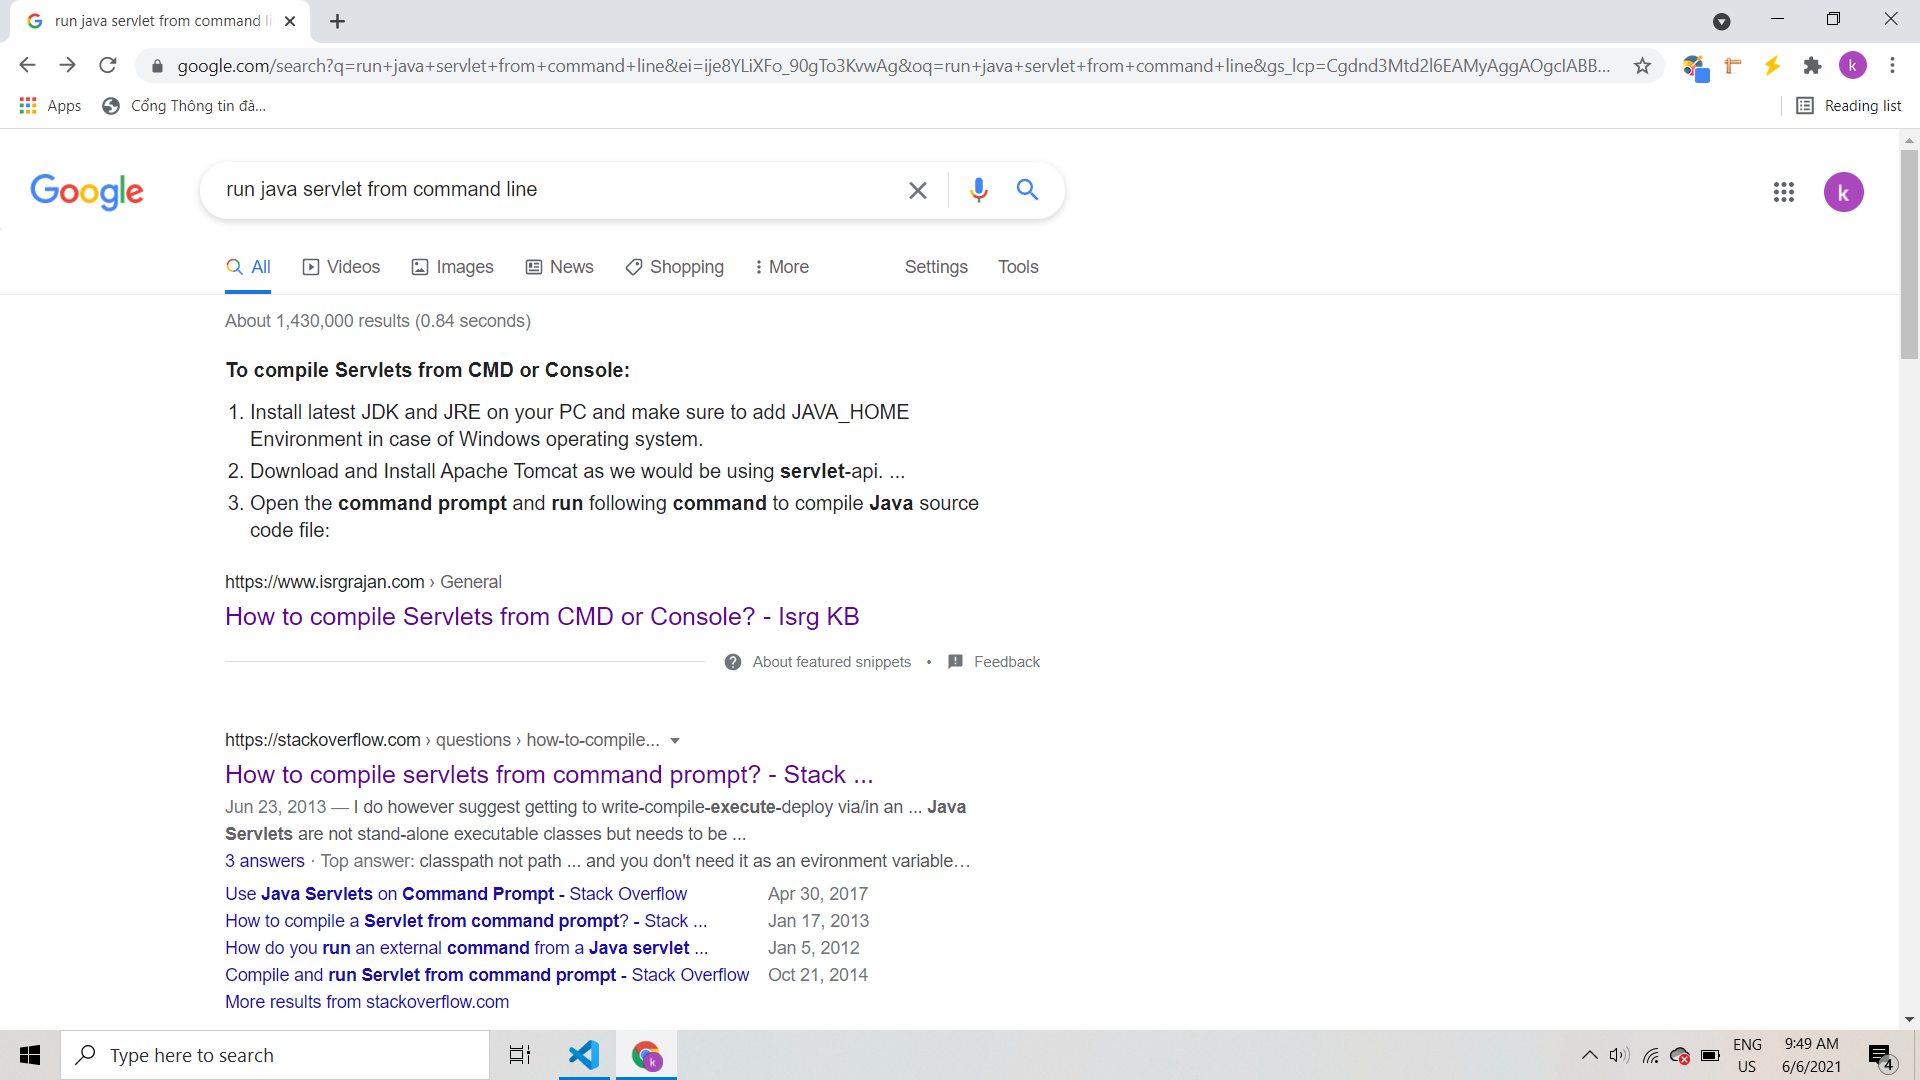 run java servlet from command li
google.com/search?q=run+java+servlet+from+command+line&ei=ije8YLiXFo_90gTo3KvwAg&oq=run+java+servlet+from+command+line&gs_lcp=Cgdnd3Mtd2l6EAMyAggAOgcIABB...
k
Apps
Cổng Thông tin đà...
Reading list
Google
run java servlet from command line
k
All
Videos
Images
News
Shopping
More
Settings
Tools
About 1,430,000 results (0.84 seconds)
To compile Servlets from CMD or Console:
1. Install latest JDK and JRE on your PC and make sure to add JAVA_HOME
Environment in case of Windows operating system.
2. Download and Install Apache Tomcat as we would be using servlet-api. ...
3. Open the command prompt and run following command to compile Java source
code file:
https://www.isrgrajan.com › General
How to compile Servlets from CMD or Console? - Isrg KB
About featured snippets • Feedback
https://stackoverflow.com › questions › how-to-compile...
How to compile servlets from command prompt? - Stack ...
Jun 23, 2013 — I do however suggest getting to write-compile-execute-deploy via/in an ... Java
Servlets are not stand-alone executable classes but needs to be ...
3 answers · Top answer: classpath not path ... and you don't need it as an evironment variable…
Use Java Servlets on Command Prompt - Stack Overflow Apr 30, 2017
How to compile a Servlet from command prompt? - Stack ... Jan 17, 2013
How do you run an external command from a Java servlet ... Jan 5, 2012
Compile and run Servlet from command prompt - Stack Overflow Oct 21, 2014
More results from stackoverflow.com
Type here to search
k
ENG
US
9:49 AM
6/6/2021
4